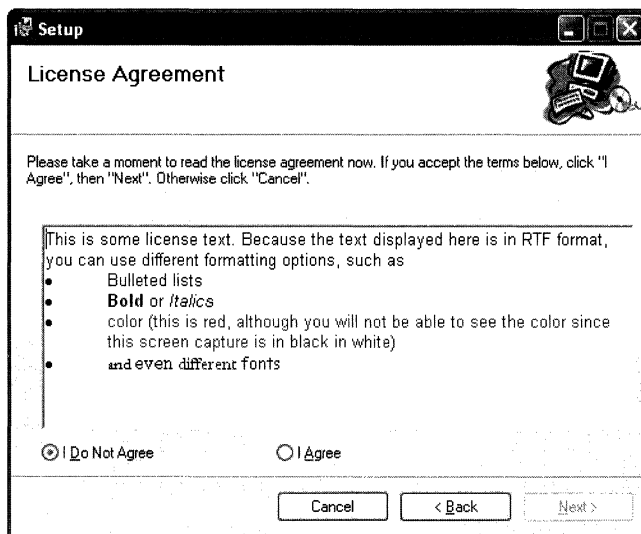 Setup
License Agreement
Please take a moment to read the license agreement now. If you accept the terms below, click "I
Agree", then "Next". Otherwise click "Cancel".
This is some license text. Because the text displayed here is in RTF format,
you can use different formatting options, such as
• Bulleted lists
• Bold or Italics
• color (this is red, although you will not be able to see the color since
this screen capture is in black in white)
• and even different fonts
I Do Not Agree I Agree
Cancel < Back Next >